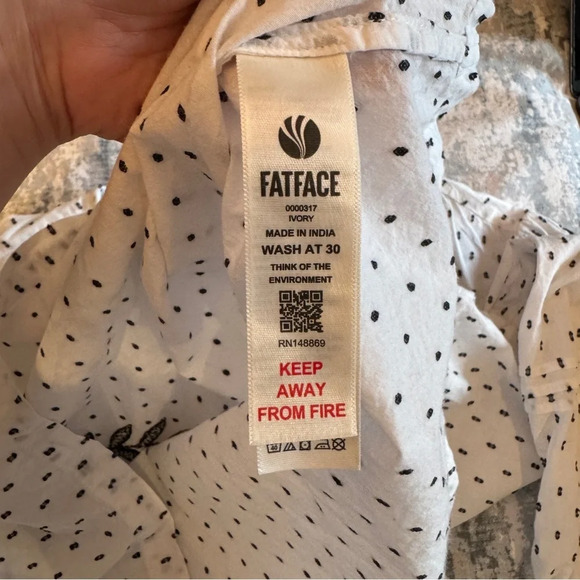 FATFACE
0000317
IVORY
MADE IN INDIA
WASH AT 30
THINK OF THE
ENVIRONMENT
RN148869
KEEP
AWAY
FROM FIRE